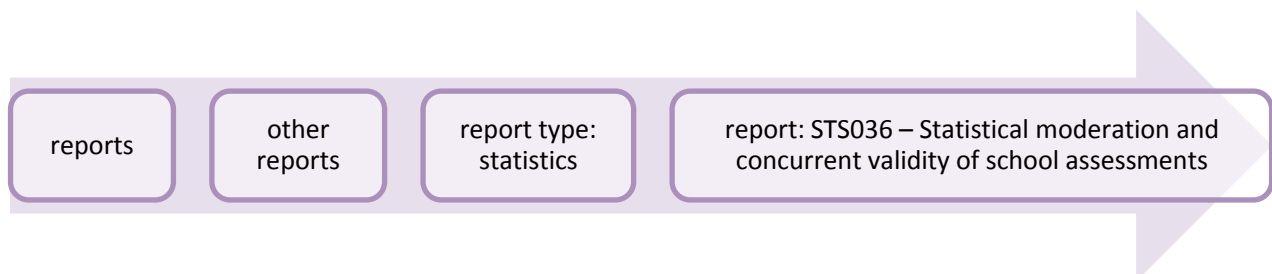 reports
other
reports
report type:
statistics
report: STS036 – Statistical moderation and
concurrent validity of school assessments